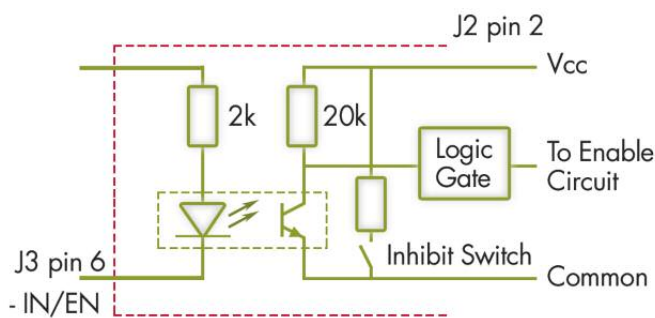 J2 pin 2
Vcc
2k
20k
Logic
Gate
To Enable
Circuit
Inhibit Switch
J3 pin 6
Common
- IN/EN